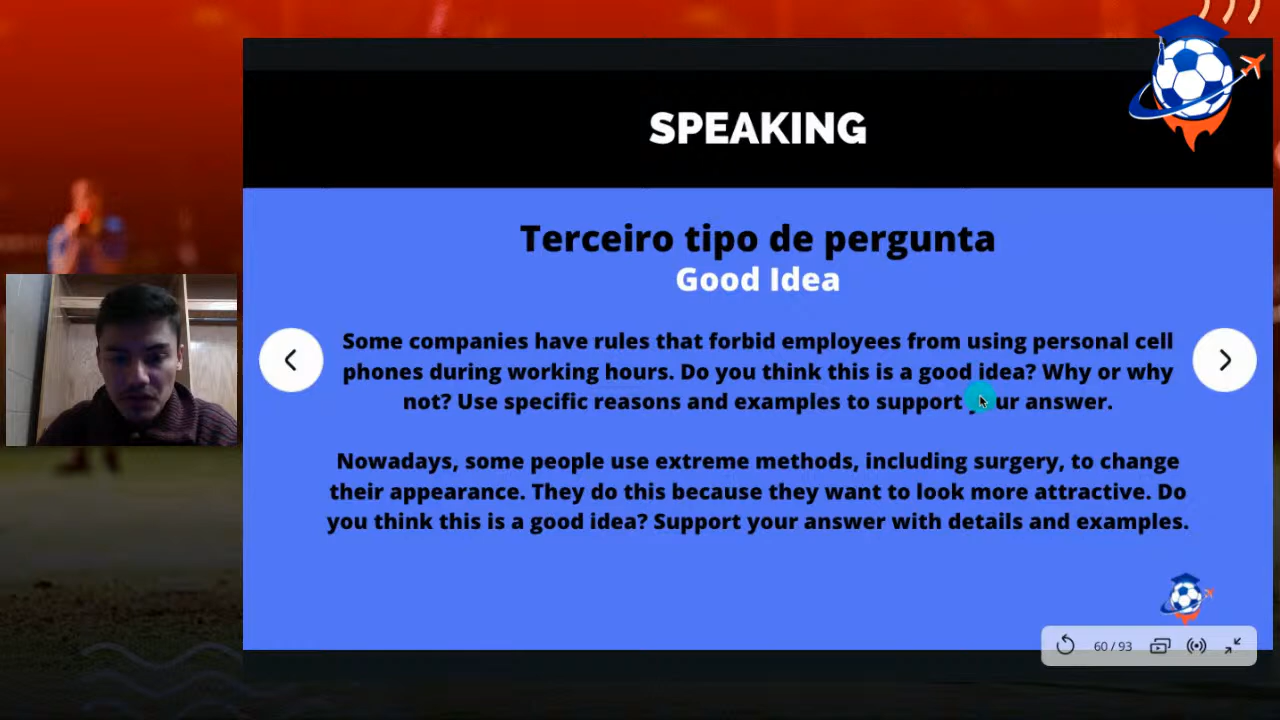 SPEAKING
Terceiro tipo de pergunta
Good Idea
Some companies have rules that forbid employees from using personal cell
phones during working hours. Do you think this is a good idea? Why or why
not? Use specific reasons and examples to support your answer.
Nowadays, some people use extreme methods, including surgery, to change
their appearance. They do this because they want to look more attractive. Do
you think this is a good idea? Support your answer with details and examples.
60 / 93